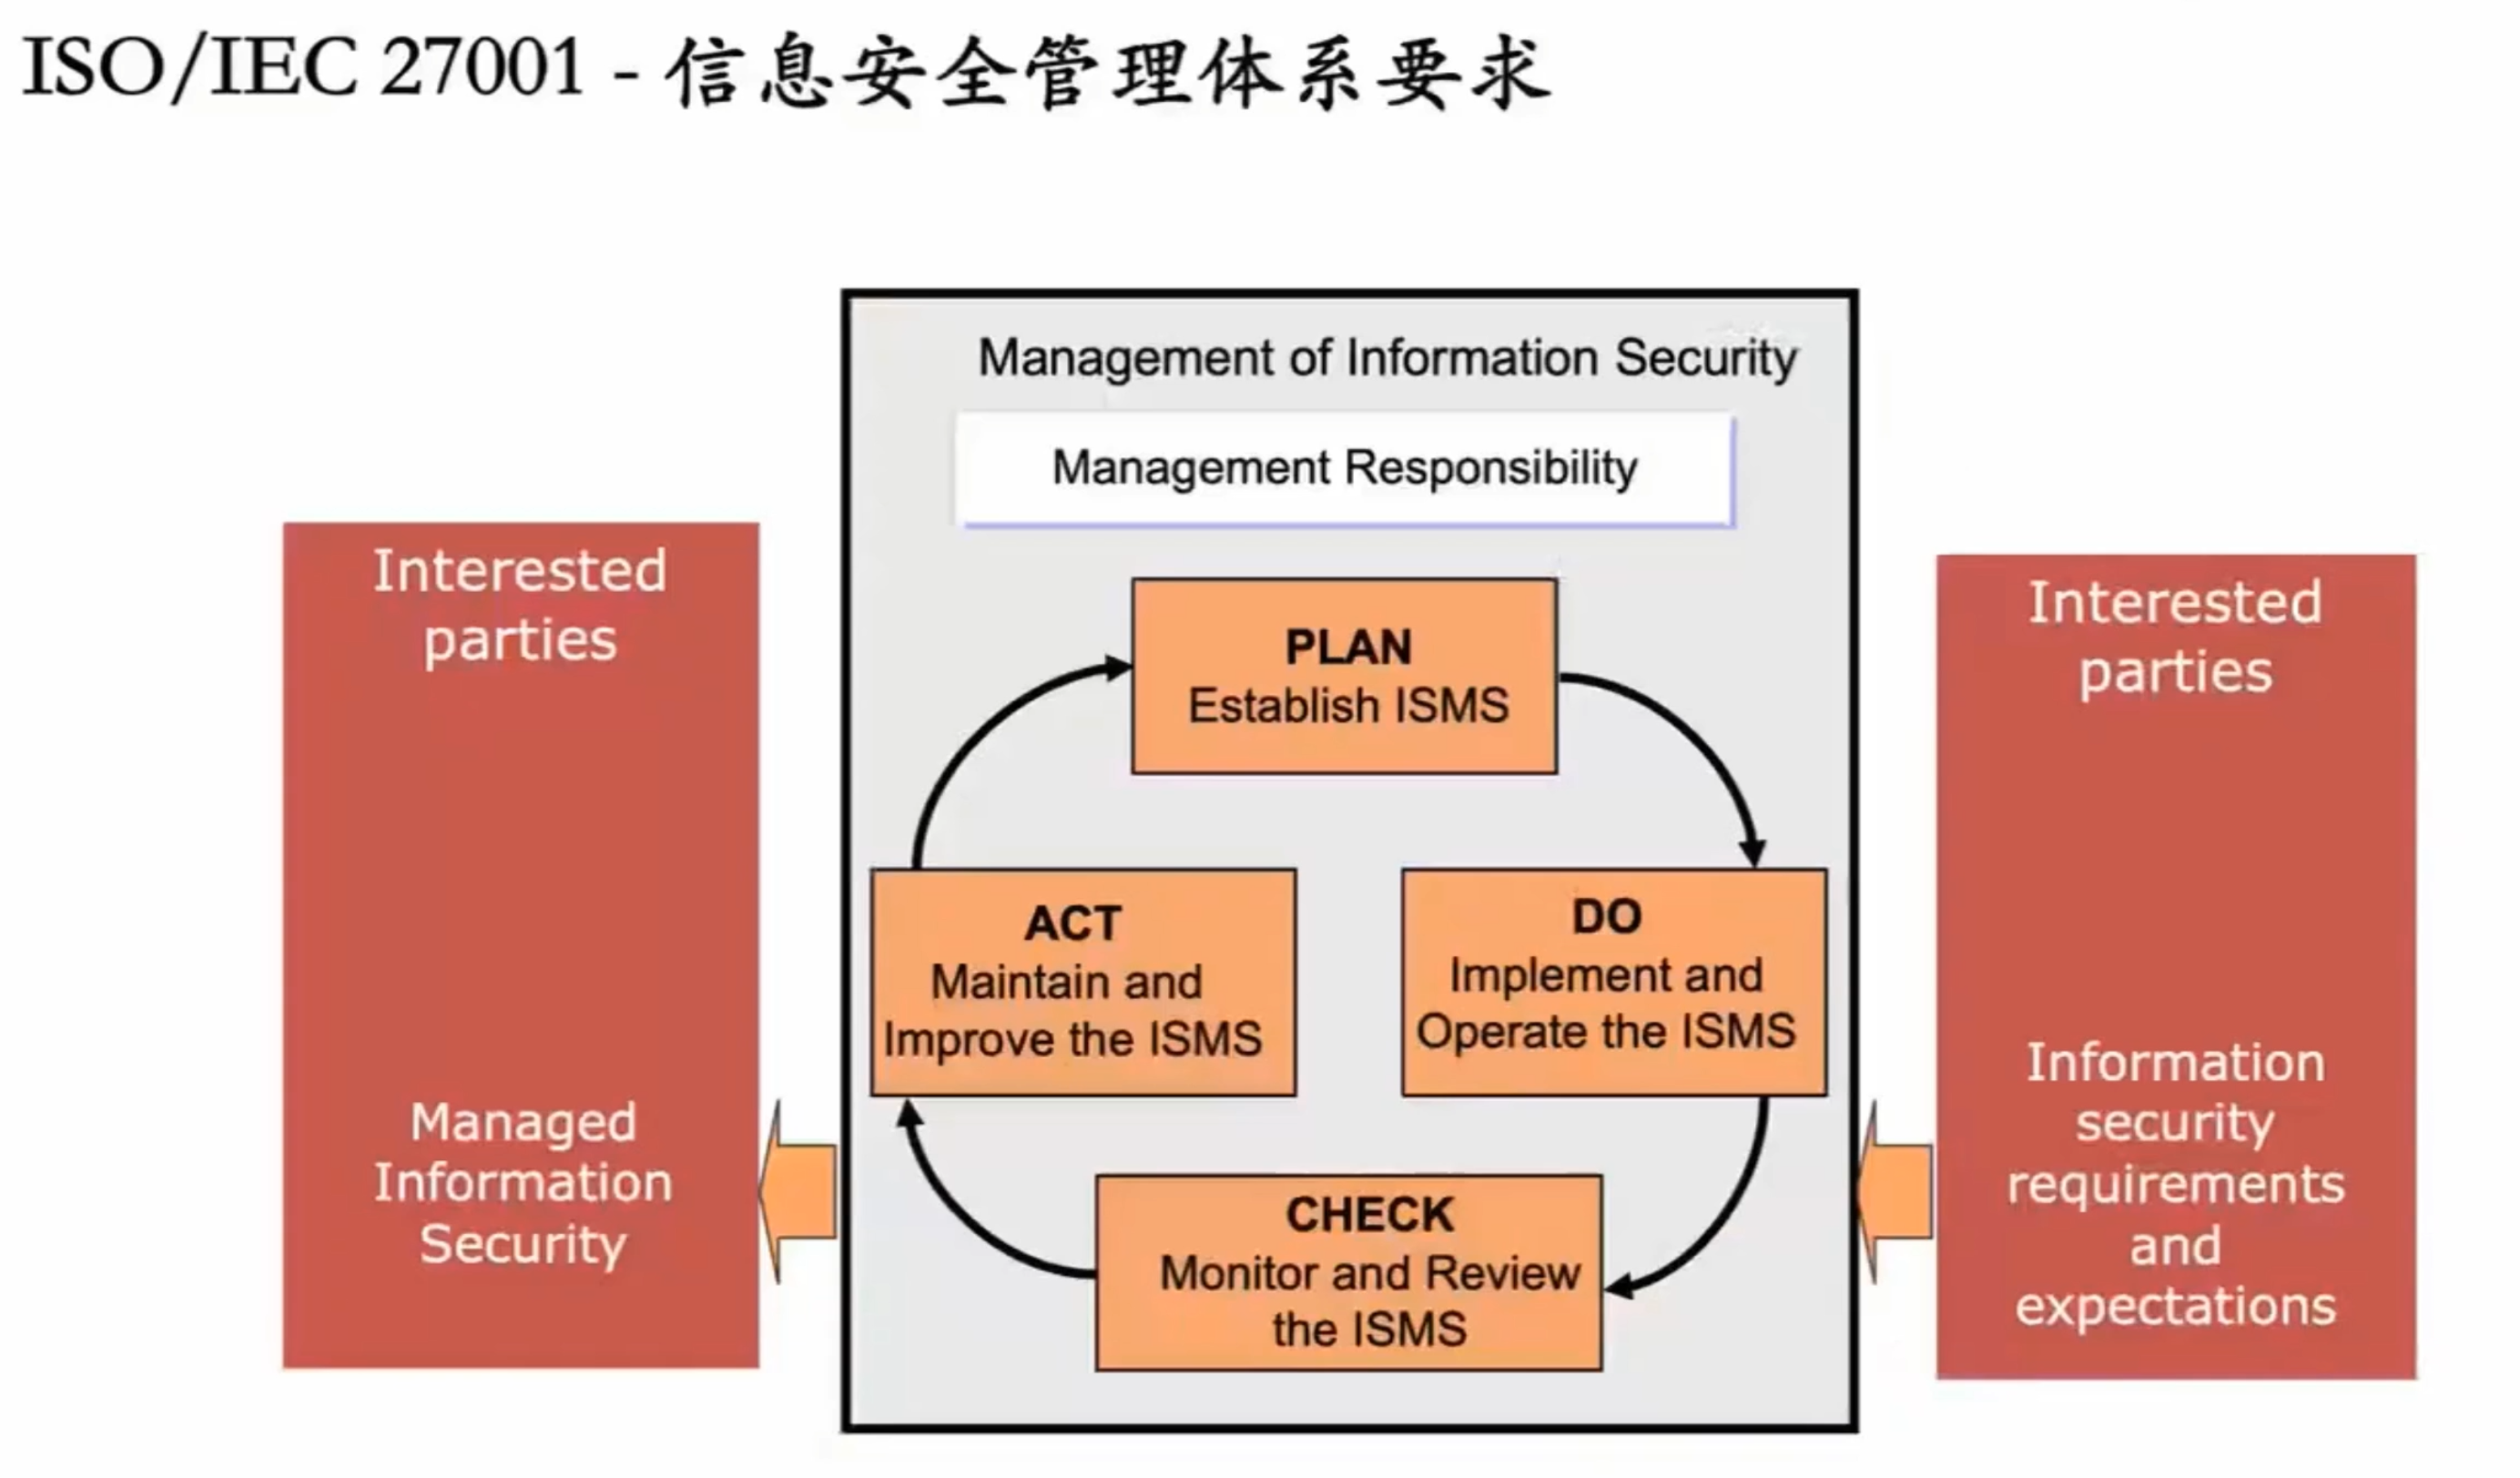 ISO/IEC 27001 - 信息安全管理体系要求
Management of Information Security
Management Responsibility
Interested
parties
Managed
Information
Security
PLAN
Establish ISMS
DO
Implement and
Operate the ISMS
CHECK
Monitor and Review
the ISMS
ACT
Maintain and
Improve the ISMS
Interested
parties
Information
security
requirements
and
expectations